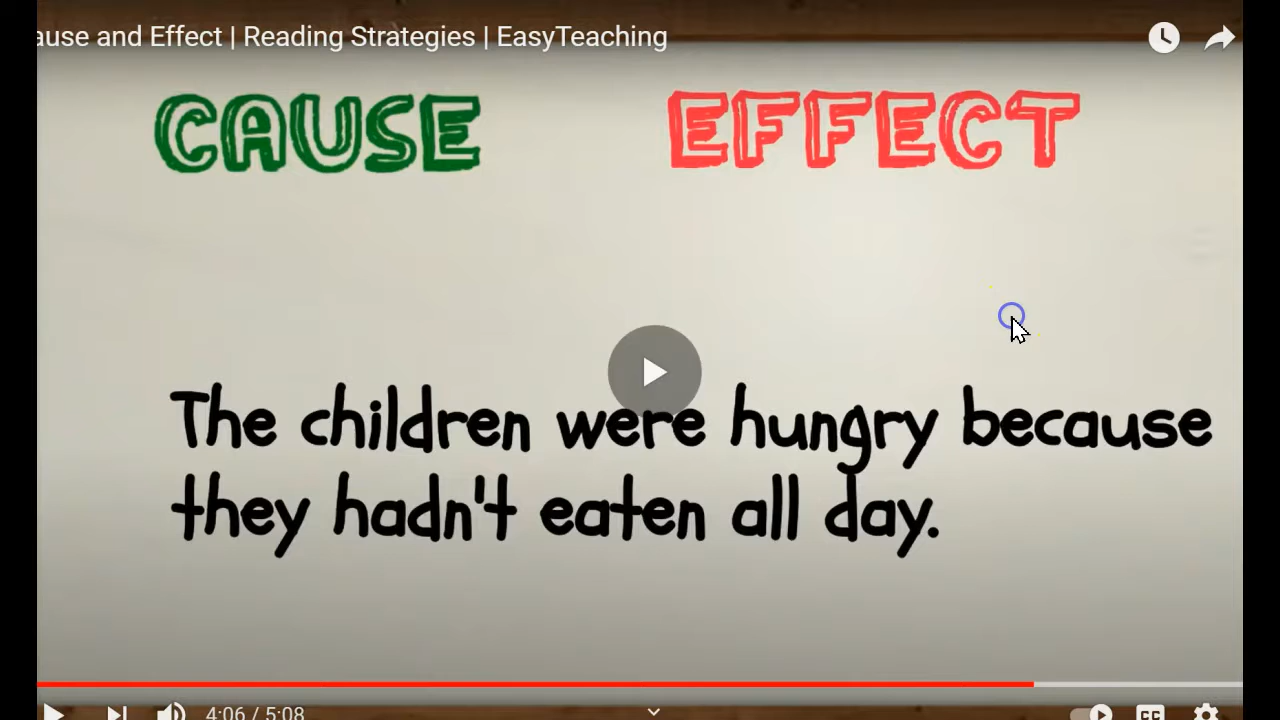 ause and Effect | Reading Strategies | EasyTeaching
CAUSE EFFECT
The children were hungry because
they hadn't eaten all day.
4:06 / 5:08